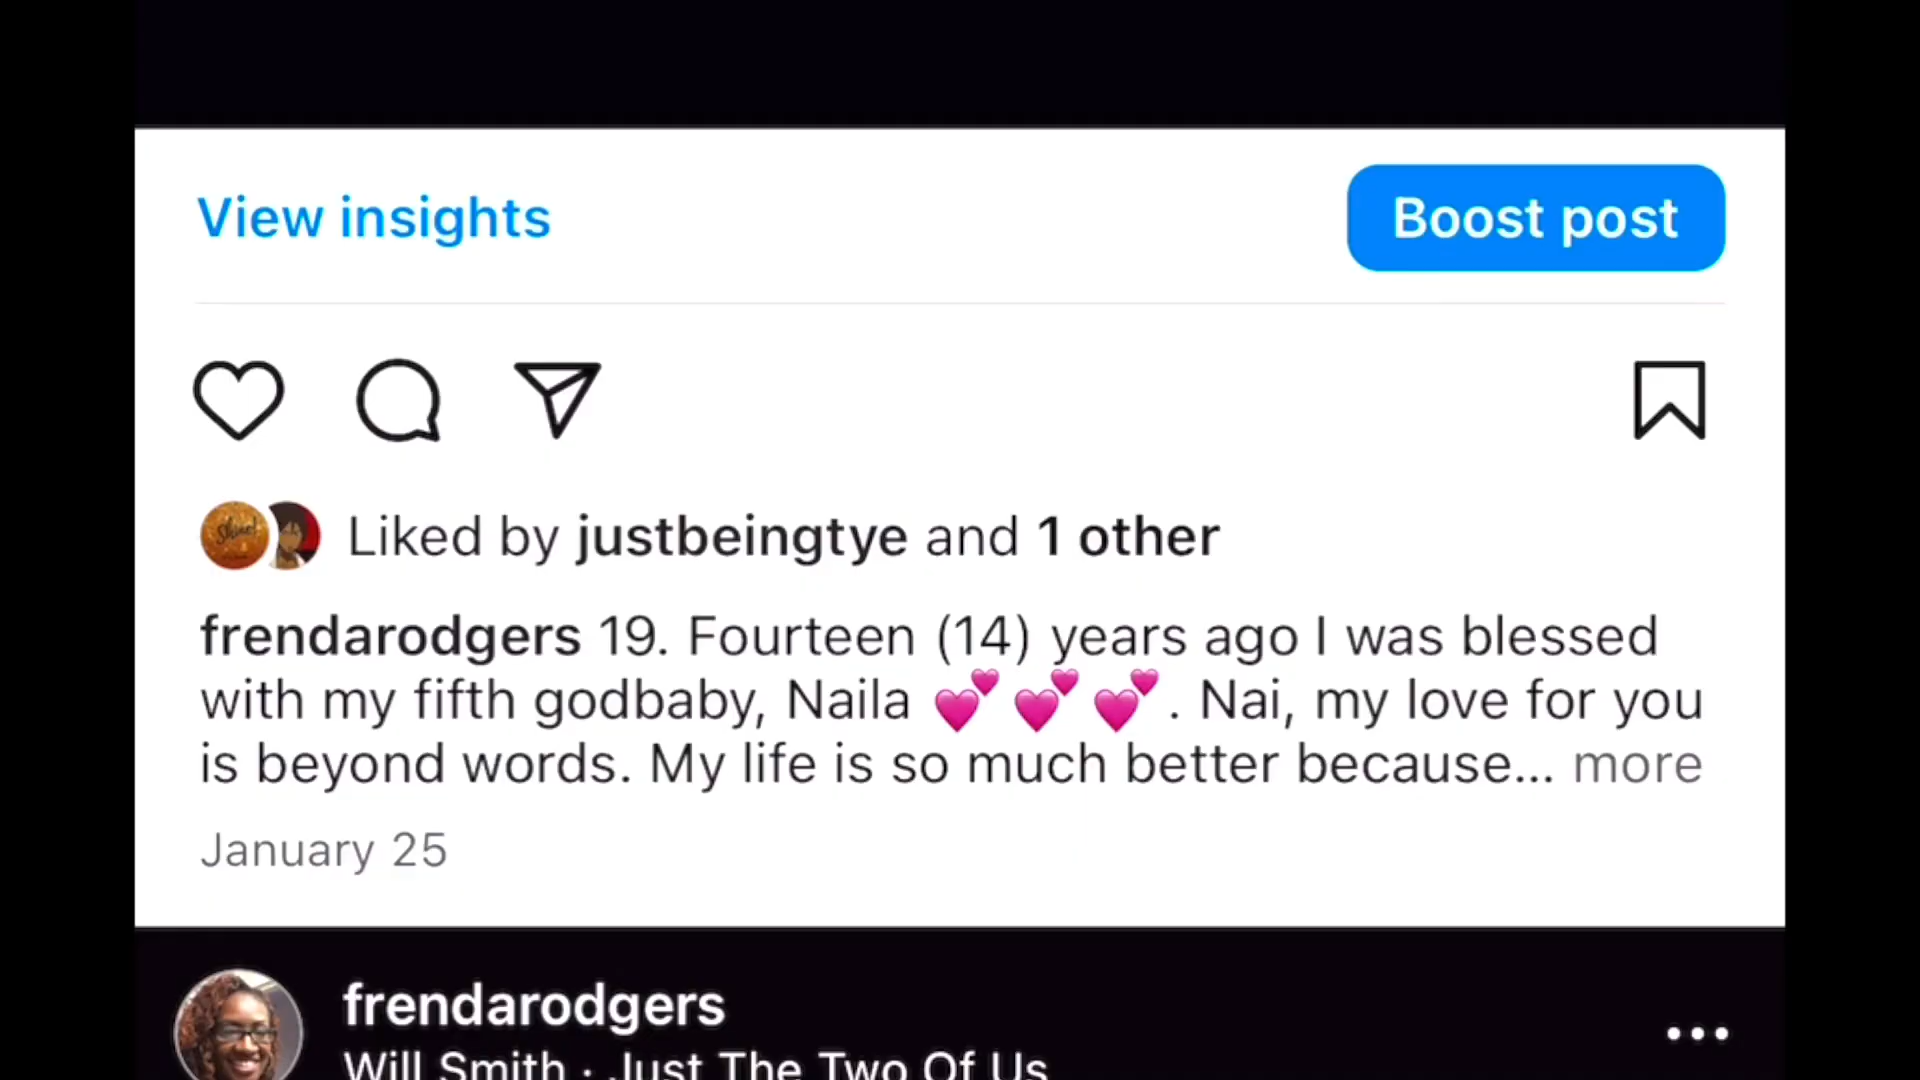 View insights
Boost post
Shine!
Liked by justbeingtye and 1 other
frendarodgers 19. Fourteen (14) years ago I was blessed
with my fifth godbaby, Naila 💕 💕 💕 . Nai, my love for you
is beyond words. My life is so much better because... more
January 25
frendarodgers
Will Smith · Just The Two Of Us